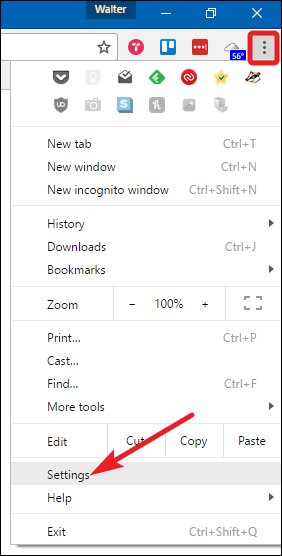 Walter
56°
New tab Ctrl+T
New window Ctrl+N
New incognito window Ctrl+Shift+N
History
Downloads Ctrl+J
Bookmarks
Zoom − 100% +
Print... Ctrl+P
Cast...
Find... Ctrl+F
More tools
Edit Cut Copy Paste
Settings
Help
Exit Ctrl+Shift+Q